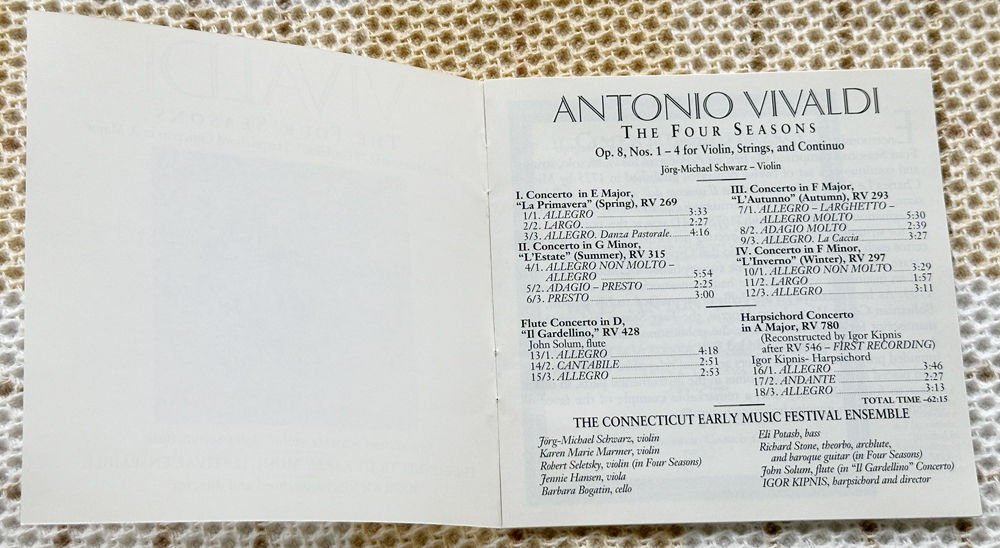 ANTONIO VIVALDI
THE FOUR SEASONS
Op. 8, Nos. 1 – 4 for Violin, Strings, and Continuo
Jörg-Michael Schwarz – Violin
I. Concerto in E Major,
"La Primavera" (Spring), RV 269
1/1. ALLEGRO 3:33
2/2. LARGO. 2:27
3/3. ALLEGRO. Danza Pastorale. 4:16
II. Concerto in G Minor,
"L'Estate" (Summer), RV 315
4/1. ALLEGRO NON MOLTO –
ALLEGRO 5:54
5/2. ADAGIO – PRESTO 2:25
6/3. PRESTO 3:00
III. Concerto in F Major,
"L'Autunno" (Autumn), RV 293
7/1. ALLEGRO – LARGHETTO –
ALLEGRO MOLTO 5:30
8/2. ADAGIO MOLTO 2:39
9/3. ALLEGRO. La Caccia 3:27
IV. Concerto in F Minor,
"L'Inverno" (Winter), RV 297
10/1. ALLEGRO NON MOLTO 3:29
11/2. LARGO 1:57
12/3. ALLEGRO 3:11
Flute Concerto in D,
"Il Gardellino," RV 428
John Solum, flute
13/1. ALLEGRO 4:18
14/2. CANTABILE 2:51
15/3. ALLEGRO 2:53
Harpsichord Concerto
in A Major, RV 780
(Reconstructed by Igor Kipnis
after RV 546 – FIRST RECORDING)
Igor Kipnis- Harpsichord
16/1. ALLEGRO 3:46
17/2. ANDANTE 2:27
18/3. ALLEGRO 3:13
TOTAL TIME –62:15
THE CONNECTICUT EARLY MUSIC FESTIVAL ENSEMBLE
Jörg-Michael Schwarz, violin
Karen Marie Marmer, violin
Robert Seletsky, violin (in Four Seasons)
Jennie Hansen, viola
Barbara Bogatin, cello
Eli Potash, bass
Richard Stone, theorbo, archlute,
and baroque guitar (in Four Seasons)
John Solum, flute (in "Il Gardellino" Concerto)
IGOR KIPNIS, harpsichord and director